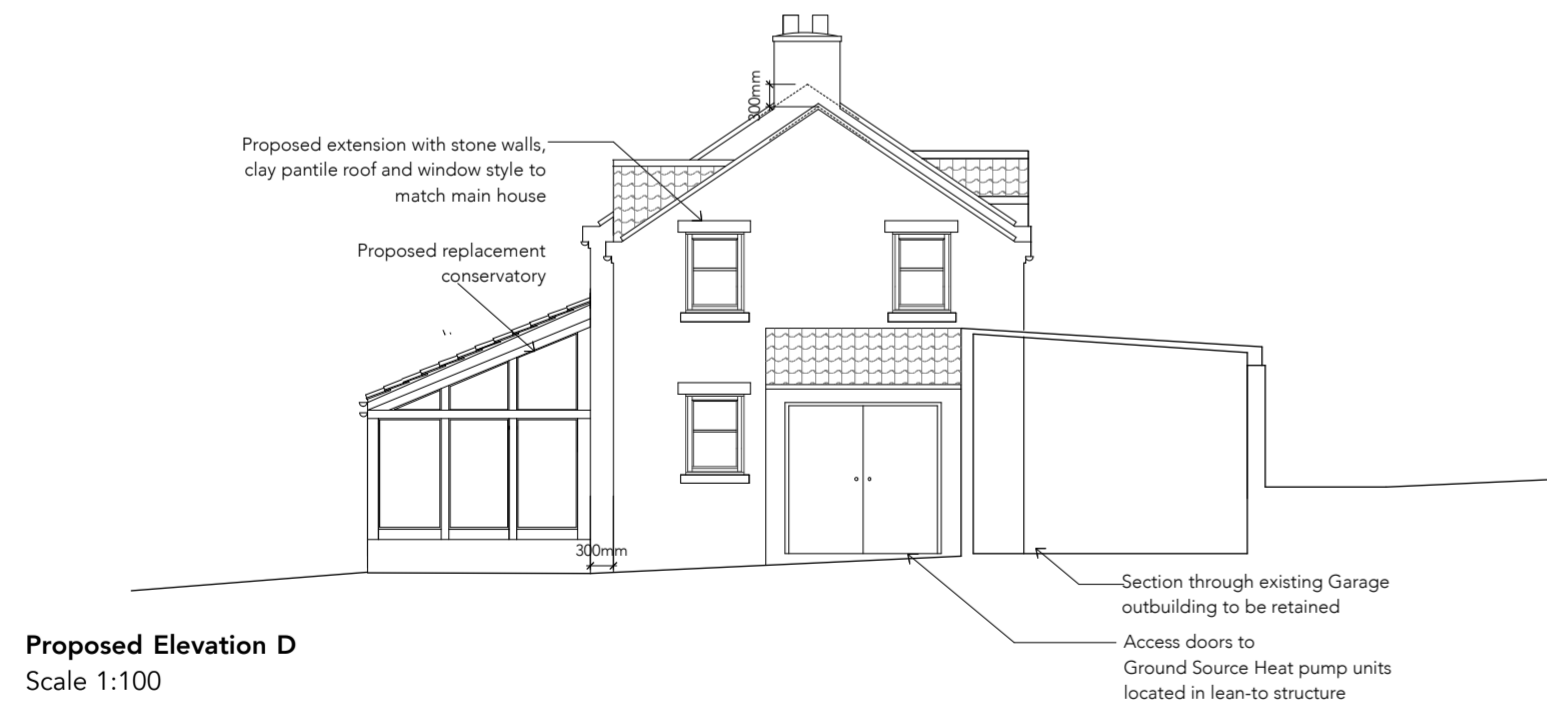 300mm
Proposed extension with stone walls,
clay pantile roof and window style to
match main house
Proposed replacement
conservatory
300mm
Section through existing Garage
outbuilding to be retained
Access doors to
Ground Source Heat pump units
located in lean-to structure
Proposed Elevation D
Scale 1:100